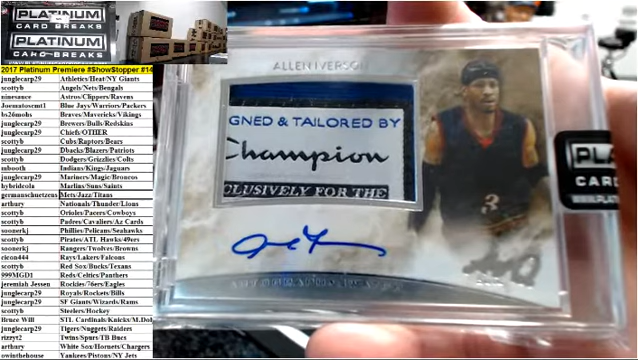 PLATINUM
CARD BREAKS
PLATINUM
CARD BREAKS
2017 Platinum Premiere #ShowStopper #14
junglecarp29 Athletics/Heat/NY Giants
scottyb Angels/Nets/Bengals
ninesauce Astros/Clippers/Ravens
Blue Jays/Warriors/Packers
bs26mohs Braves/Mavericks/Vikings
junglecarp29 Brewers/Bulls/Redskins
junglecarp29 Chiefs/OTHER
scottyb Cubs/Raptors/Bears
junglecarp29 Dbacks/Blazers/Patriots
scottyb Dodgers/Grizzlies/Colts
Indians/Kings/Jaguars
junglecarp29 Mariners/Magic/Broncos
hybridcola Marlins/Suns/Saints
Mets/Jazz/Titans
arthury Nationals/Thunder/Lions
scottyb Orioles/Pacers/Cowboys
scottyb Padres/Cavaliers/Az Cards
soonerkj Phillies/Pelicans/Seahawks
scottyb Pirates/ATL Hawks/49ers
soonerkj Rangers/Twolves/Browns
Rays/Lakers/Falcons
scottyb Red Sox/Bucks/Texans
999MGD1 Reds/Celtics/Panthers
jeremiah Jessen Rockies/76ers/Eagles
junglecarp29 Royals/Rockets/Bills
junglecarp29 SF Giants/Wizards/Rams
scottyb Steelers/Hockey
Bruce Will STL Cardinals/Knicks/M.Dol
junglecarp29 Tigers/Nuggets/Raiders
rizzyt2 Twins/Spurs/TB Bucs
arthury White Sox/Hornets/Chargers
owinthehouse Yankees/Pistons/NY Jets
ALLEN IVERSON
GNED & TAILORED BY
Champion
CLUSIVELY FOR THE
3
PLA
CARD